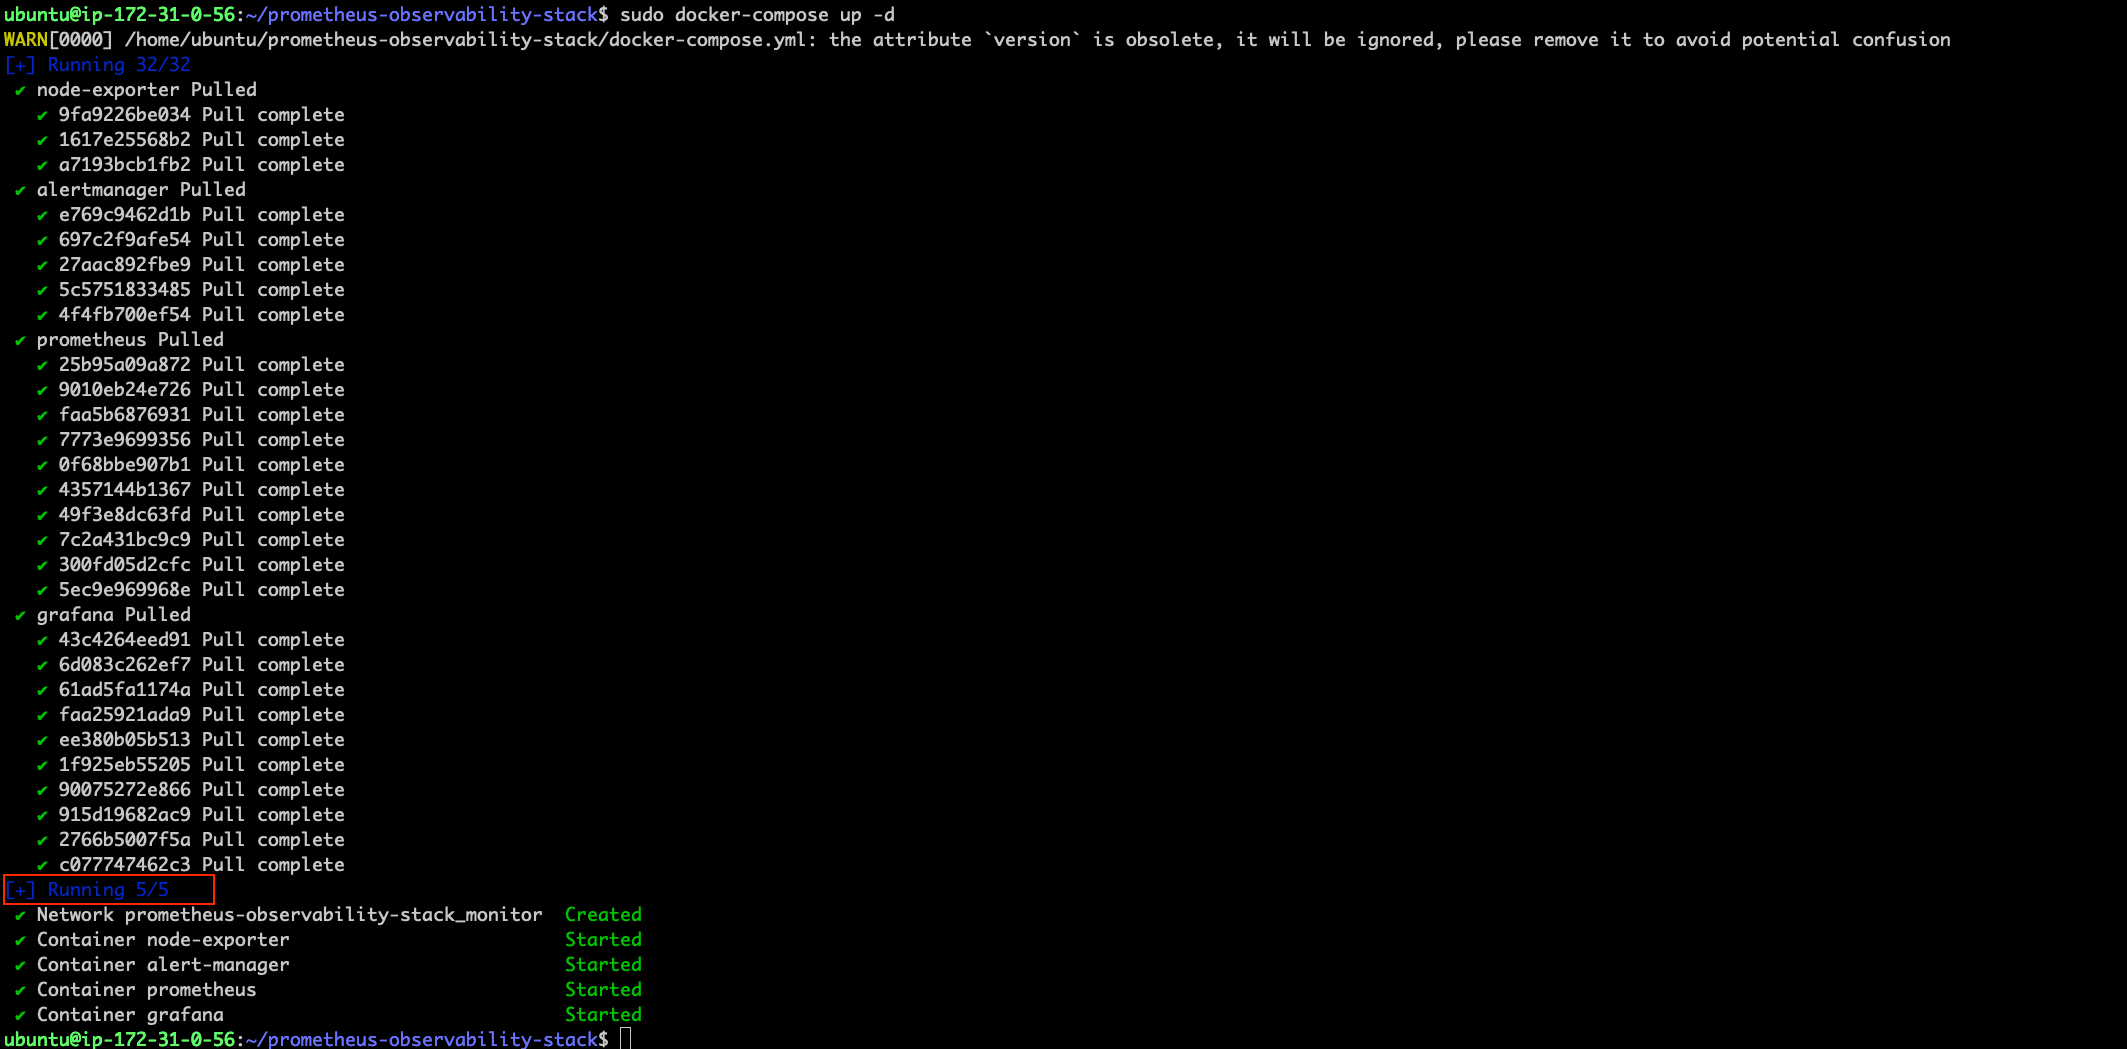 ubuntu@ip-172-31-0-56:~/prometheus-observability-stack$ sudo docker-compose up -d
WARN[0000] /home/ubuntu/prometheus-observability-stack/docker-compose.yml: the attribute `version` is obsolete, it will be ignored, please remove it to avoid potential confusion
[+] Running 32/32
✔ node-exporter Pulled
✔ 9fa9226be034 Pull complete
✔ 1617e25568b2 Pull complete
✔ a7193bcb1fb2 Pull complete
✔ alertmanager Pulled
✔ e769c9462d1b Pull complete
✔ 697c2f9afe54 Pull complete
✔ 27aac892fbe9 Pull complete
✔ 5c5751833485 Pull complete
✔ 4f4fb700ef54 Pull complete
✔ prometheus Pulled
✔ 25b95a09a872 Pull complete
✔ 9010eb24e726 Pull complete
✔ faa5b6876931 Pull complete
✔ 7773e9699356 Pull complete
✔ 0f68bbe907b1 Pull complete
✔ 4357144b1367 Pull complete
✔ 49f3e8dc63fd Pull complete
✔ 7c2a431bc9c9 Pull complete
✔ 300fd05d2cfc Pull complete
✔ 5ec9e969968e Pull complete
✔ grafana Pulled
✔ 43c4264eed91 Pull complete
✔ 6d083c262ef7 Pull complete
✔ 61ad5fa1174a Pull complete
✔ faa25921ada9 Pull complete
✔ ee380b05b513 Pull complete
✔ 1f925eb55205 Pull complete
✔ 90075272e866 Pull complete
✔ 915d19682ac9 Pull complete
✔ 2766b5007f5a Pull complete
✔ c077747462c3 Pull complete
[+] Running 5/5
✔ Network prometheus-observability-stack_monitor Created
✔ Container node-exporter Started
✔ Container alert-manager Started
✔ Container prometheus Started
✔ Container grafana Started
ubuntu@ip-172-31-0-56:~/prometheus-observability-stack$